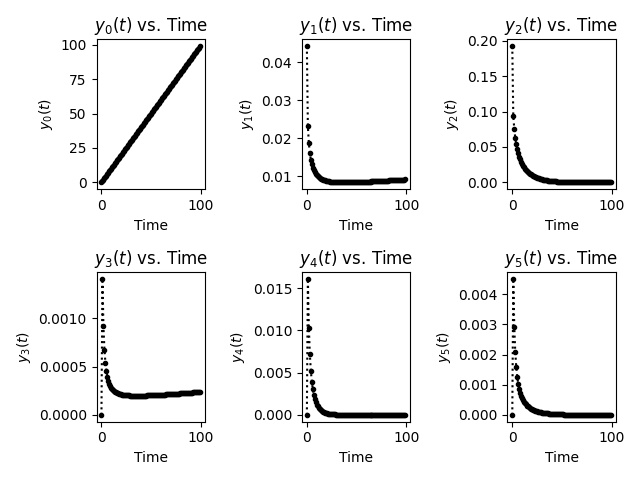 y₀(t) vs. Time
y₁(t) vs. Time
y₂(t) vs. Time
100
75
50
25
0
y₀(t)
0 100
Time
0.04
0.03
0.02
0.01
y₁(t)
0 100
Time
0.20
0.15
0.10
0.05
0.00
y₂(t)
0 100
Time
y₃(t) vs. Time
y₄(t) vs. Time
y₅(t) vs. Time
0.0010
0.0005
0.0000
y₃(t)
0 100
Time
0.015
0.010
0.005
0.000
y₄(t)
0 100
Time
0.004
0.003
0.002
0.001
0.000
y₅(t)
0 100
Time